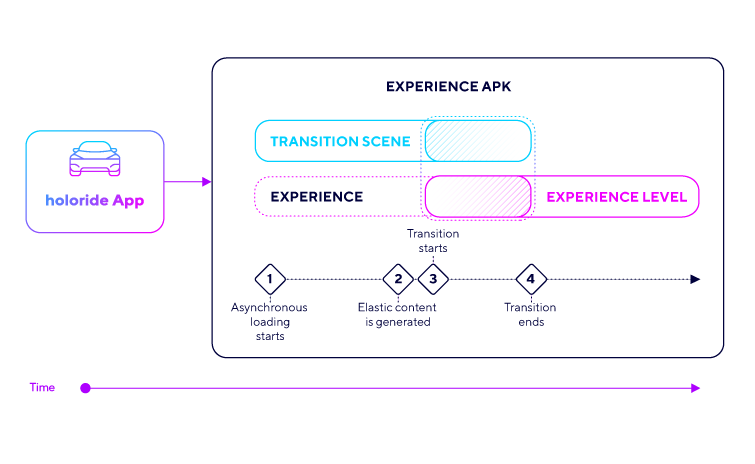 EXPERIENCE APK
TRANSITION SCENE
holoride App
EXPERIENCE
EXPERIENCE LEVEL
Transition
starts
1
2
3
4
Asynchronous
loading
starts
Elastic content
is generated
Transition
ends
Time